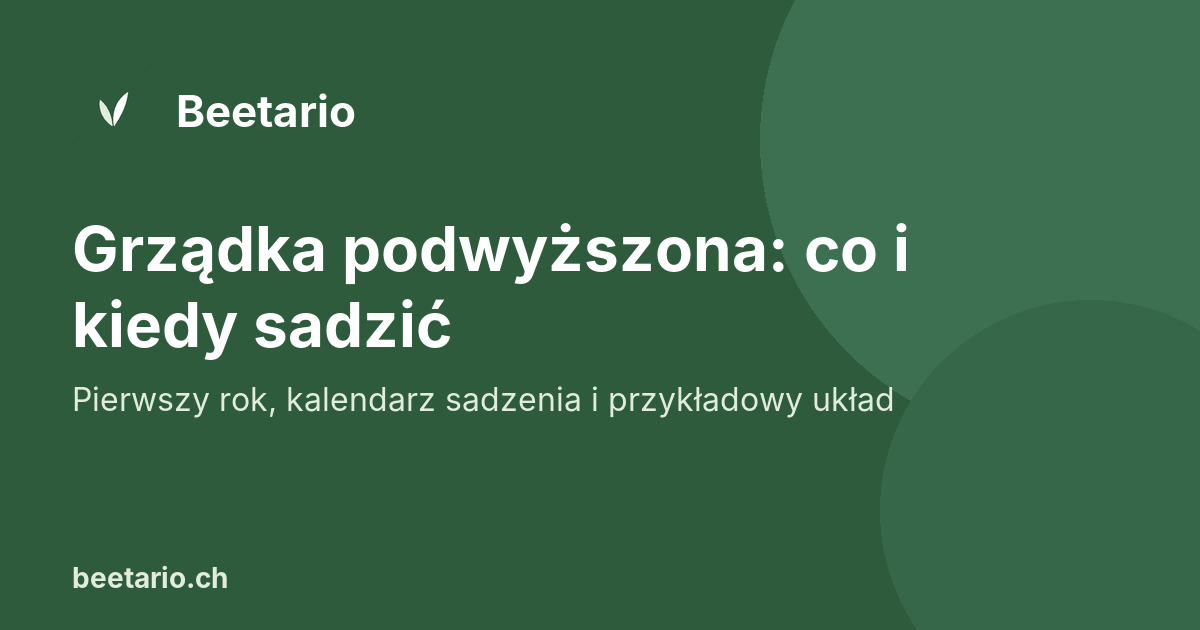 Beetario
Grządka podwyższona: co i
kiedy sadzić
Pierwszy rok, kalendarz sadzenia i przykładowy układ
beetario.ch